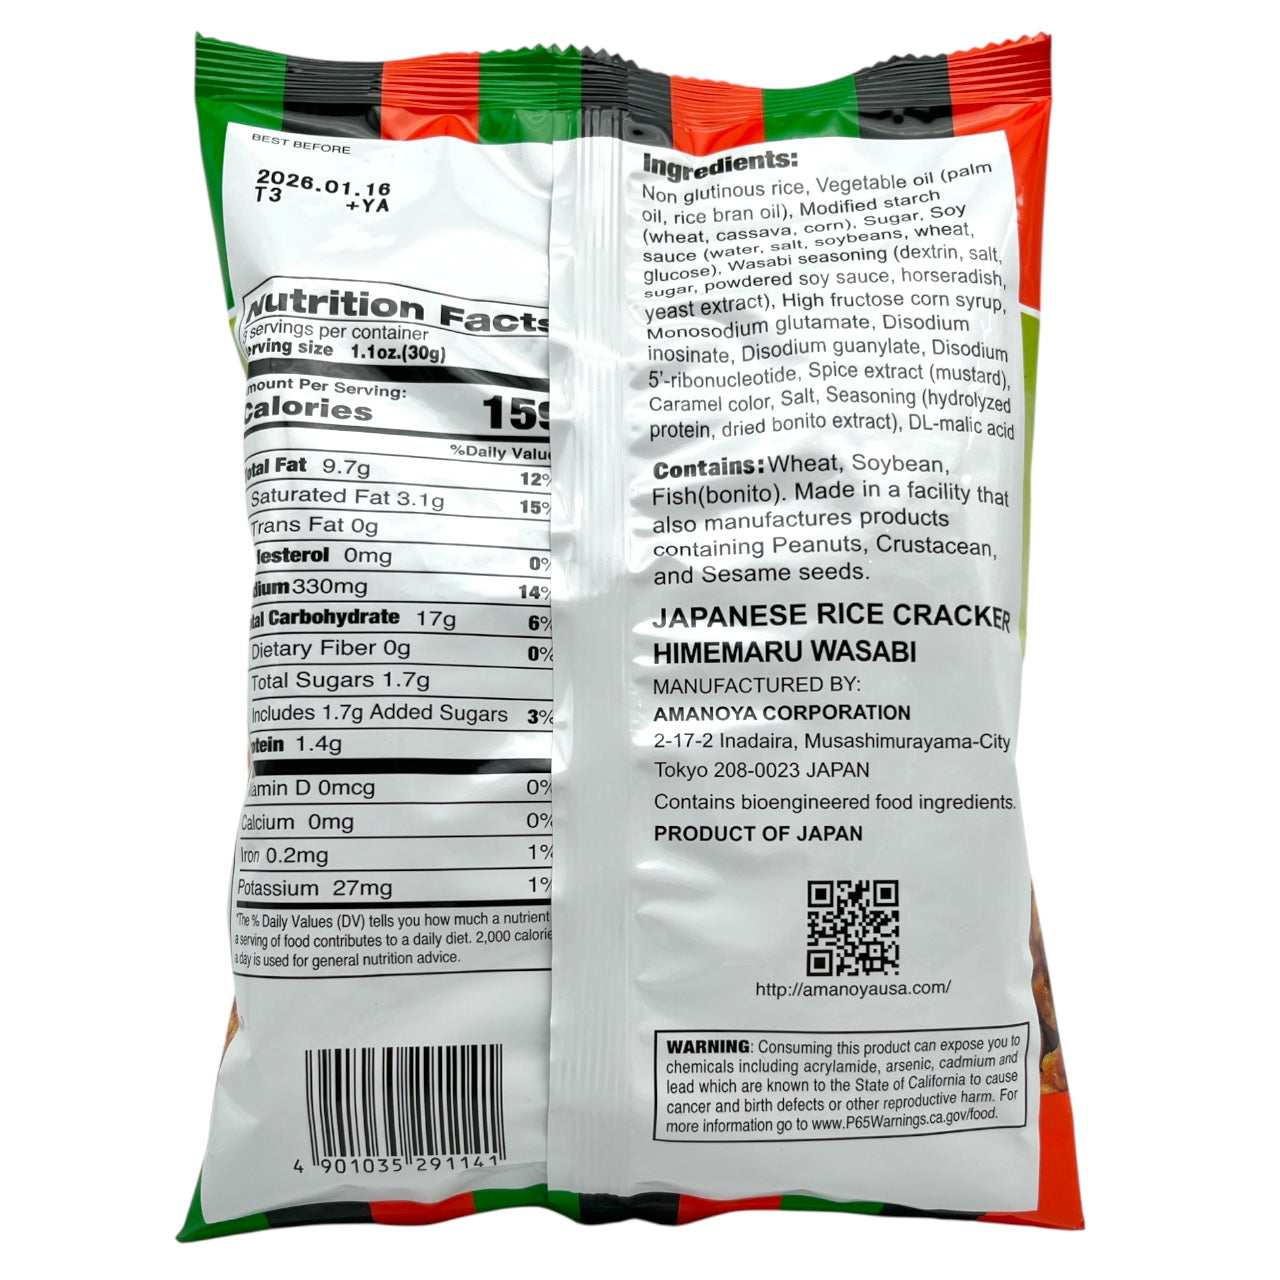 BEST BEFORE
2026.01.16
T3 +YA
Nutrition Facts
servings per container
erving size 1.1oz.(30g)
mount Per Serving:
Calories 159
%Daily Valu
otal Fat 9.7g 12%
Saturated Fat 3.1g 15%
Trans Fat 0g
lesterol 0mg 0%
dium 330mg 14%
tal Carbohydrate 17g 6%
Dietary Fiber 0g 0%
Total Sugars 1.7g
Includes 1.7g Added Sugars 3%
otein 1.4g
tamin D 0mcg 0%
Calcium 0mg 0%
Iron 0.2mg 1%
Potassium 27mg 1%
*The % Daily Values (DV) tells you how much a nutrient
a serving of food contributes to a daily diet. 2,000 calorie
a day is used for general nutrition advice.
4 901035 291141
Ingredients:
Non glutinous rice, Vegetable oil (palm
oil, rice bran oil), Modified starch
(wheat, cassava, corn), Sugar, Soy
sauce (water, salt, soybeans, wheat,
glucose), Wasabi seasoning (dextrin, salt,
sugar, powdered soy sauce, horseradish,
yeast extract), High fructose corn syrup,
Monosodium glutamate, Disodium
inosinate, Disodium guanylate, Disodium
5'-ribonucleotide, Spice extract (mustard),
Caramel color, Salt, Seasoning (hydrolyzed
protein, dried bonito extract), DL-malic acid
Contains: Wheat, Soybean,
Fish(bonito). Made in a facility that
also manufactures products
containing Peanuts, Crustacean,
and Sesame seeds.
JAPANESE RICE CRACKER
HIMEMARU WASABI
MANUFACTURED BY:
AMANOYA CORPORATION
2-17-2 Inadaira, Musashimurayama-City
Tokyo 208-0023 JAPAN
Contains bioengineered food ingredients.
PRODUCT OF JAPAN
http://amanoyausa.com/
WARNING: Consuming this product can expose you to
chemicals including acrylamide, arsenic, cadmium and
lead which are known to the State of California to cause
cancer and birth defects or other reproductive harm. For
more information go to www.P65Warnings.ca.gov/food.